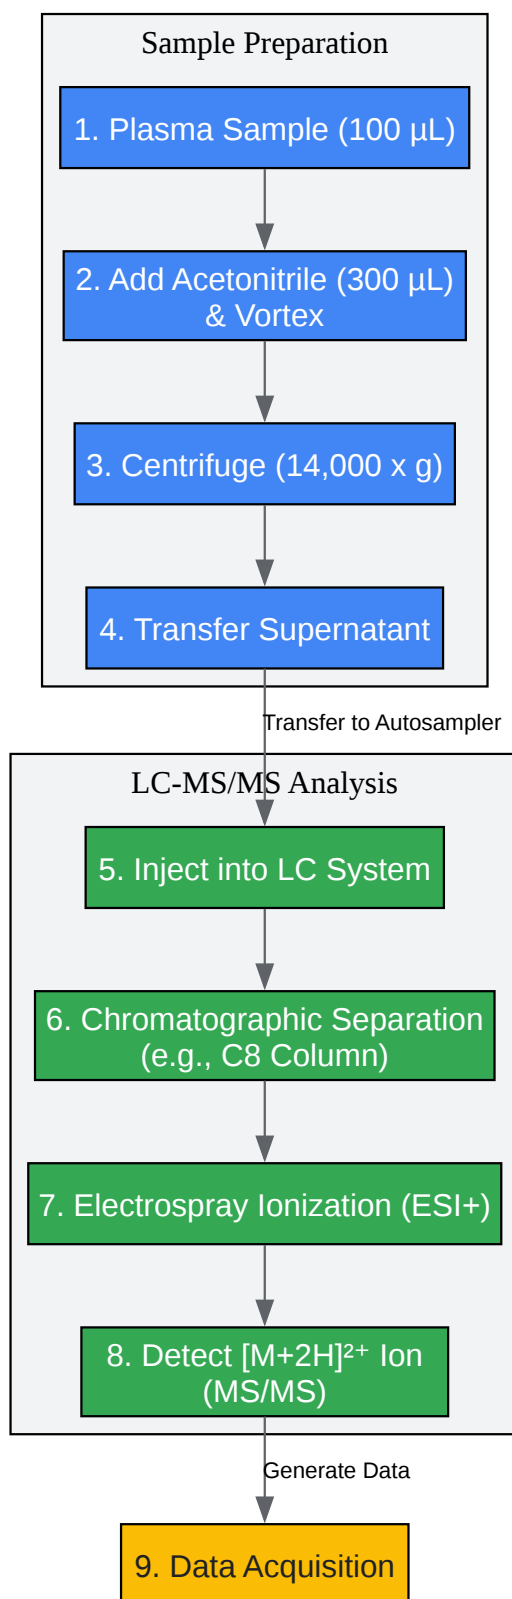 Sample Preparation
1. Plasma Sample (100 µL)
2. Add Acetonitrile (300 µL)
& Vortex
3. Centrifuge (14,000 x g)
4. Transfer Supernatant
Transfer to Autosampler
LC-MS/MS Analysis
5. Inject into LC System
6. Chromatographic Separation
(e.g., C8 Column)
7. Electrospray Ionization (ESI+)
8. Detect [M+2H]²⁺ Ion
(MS/MS)
Generate Data
9. Data Acquisition